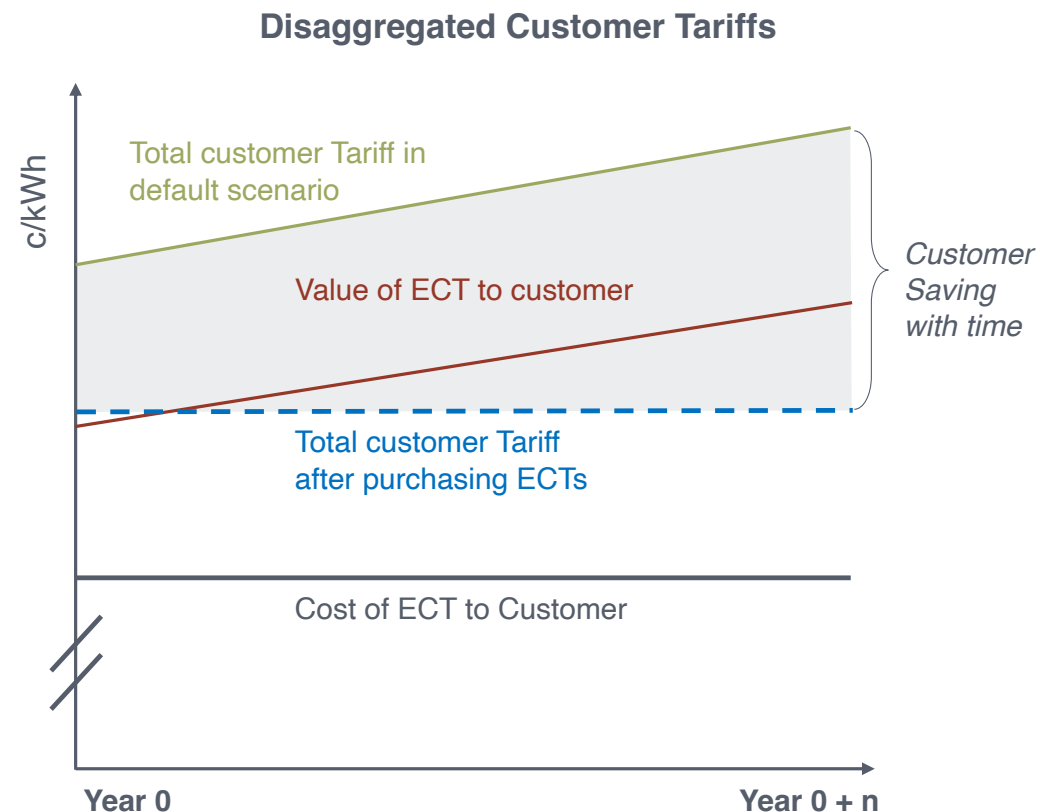 Disaggregated Customer Tariffs
c/kWh
Total customer Tariff in
default scenario
Value of ECT to customer
Customer
Saving
with time
Total customer Tariff
after purchasing ECTs
Cost of ECT to Customer
Year 0
Year 0 + n